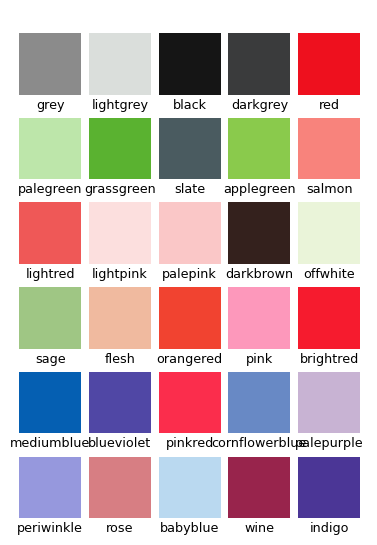 grey lightgrey black darkgrey red
palegreen grassgreen slate applegreen salmon
lightred lightpink palepink darkbrown offwhite
sage flesh orangered pink brightred
mediumblue blueviolet pinkred cornflowerblue palepurple
periwinkle rose babyblue wine indigo